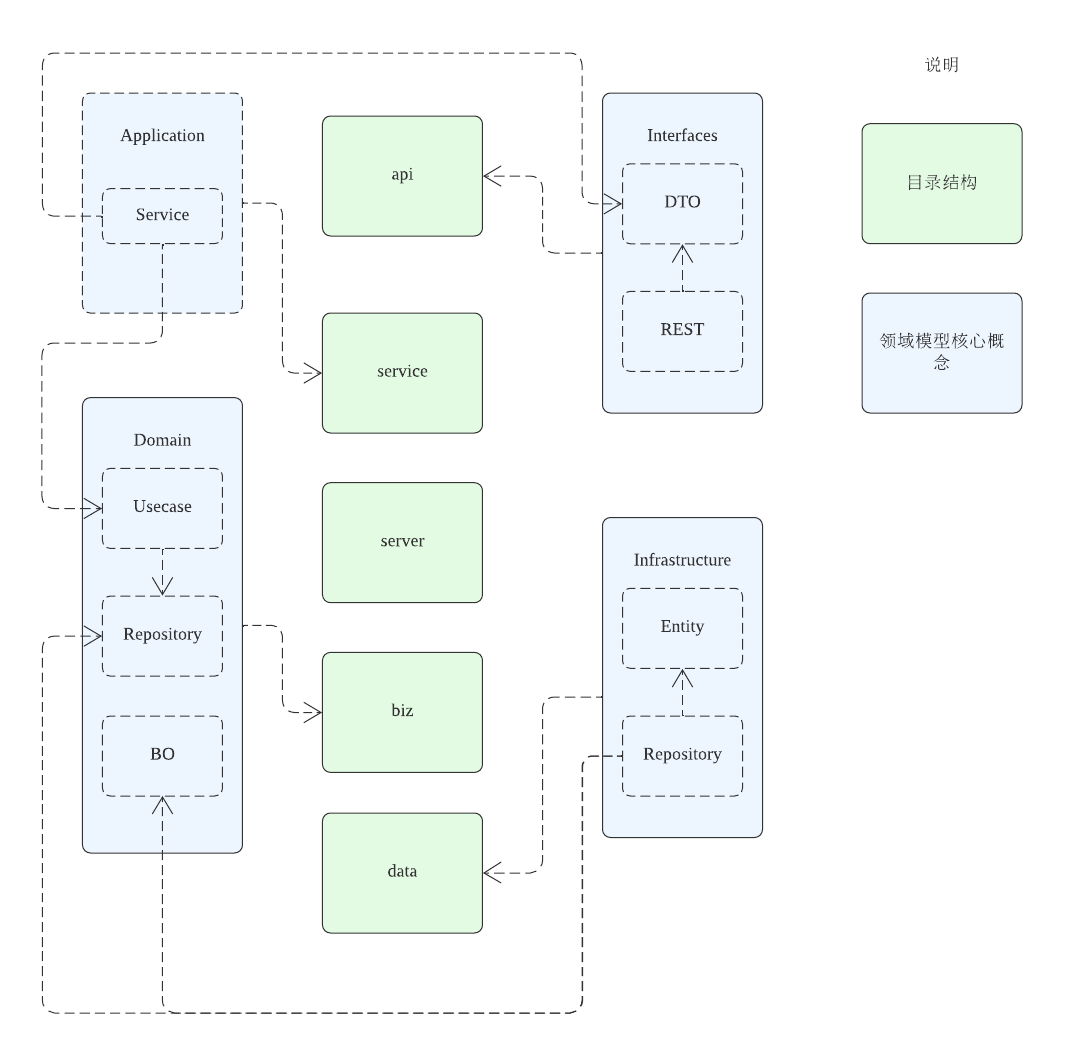 说明
Application
Service
api
Interfaces
DTO
REST
目录结构
领域模型核心概
念
service
Domain
Usecase
Repository
BO
server
biz
data
Infrastructure
Entity
Repository